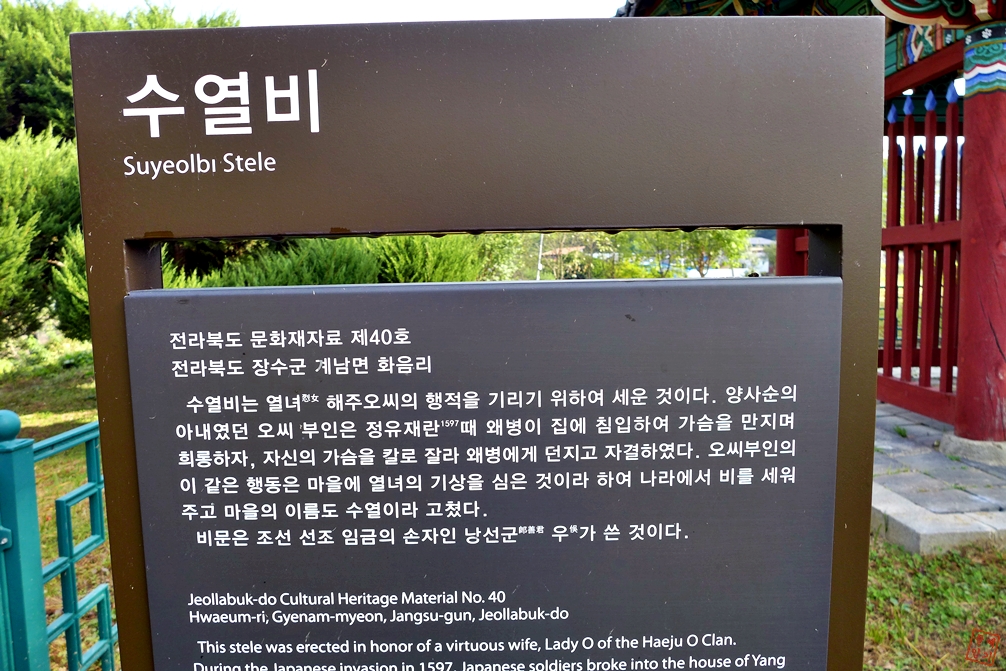 수열비
Suyeolbi Stele
전라북도 문화재자료 제40호
전라북도 장수군 계남면 화음리
수열비는 열녀烈女 해주오씨의 행적을 기리기 위하여 세운 것이다. 양사순의
아내였던 오씨 부인은 정유재란1597때 왜병이 집에 침입하여 가슴을 만지며
희롱하자, 자신의 가슴을 칼로 잘라 왜병에게 던지고 자결하였다. 오씨부인의
이 같은 행동은 마을에 열녀의 기상을 심은 것이라 하여 나라에서 비를 세워
주고 마을의 이름도 수열이라 고쳤다.
비문은 조선 선조 임금의 손자인 낭선군郎善君 우俁가 쓴 것이다.
Jeollabuk-do Cultural Heritage Material No. 40
Hwaeum-ri, Gyenam-myeon, Jangsu-gun, Jeollabuk-do
This stele was erected in honor of a virtuous wife, Lady O of the Haeju O Clan.
During the Japanese invasion in 1597, Japanese soldiers broke into the house of Yang